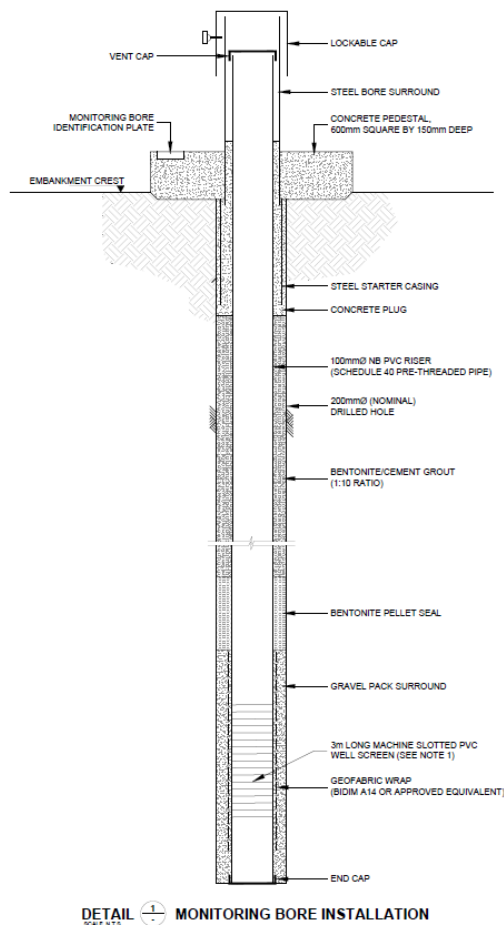 LOCKABLE CAP
VENT CAP
STEEL BORE SURROUND
MONITORING BORE
IDENTIFICATION PLATE
CONCRETE PEDESTAL,
600mm SQUARE BY 150mm DEEP
EMBANKMENT CREST
STEEL STARTER CASING
CONCRETE PLUG
100mmØ NB PVC RISER
(SCHEDULE 40 PRE-THREADED PIPE)
200mmØ (NOMINAL)
DRILLED HOLE
BENTONITE/CEMENT GROUT
(1:10 RATIO)
BENTONITE PELLET SEAL
GRAVEL PACK SURROUND
3m LONG MACHINE SLOTTED PVC
WELL SCREEN (SEE NOTE 1)
GEOFABRIC WRAP
(BIDIM A14 OR APPROVED EQUIVALENT)
END CAP
DETAIL 1 - MONITORING BORE INSTALLATION
SCALE N.T.S